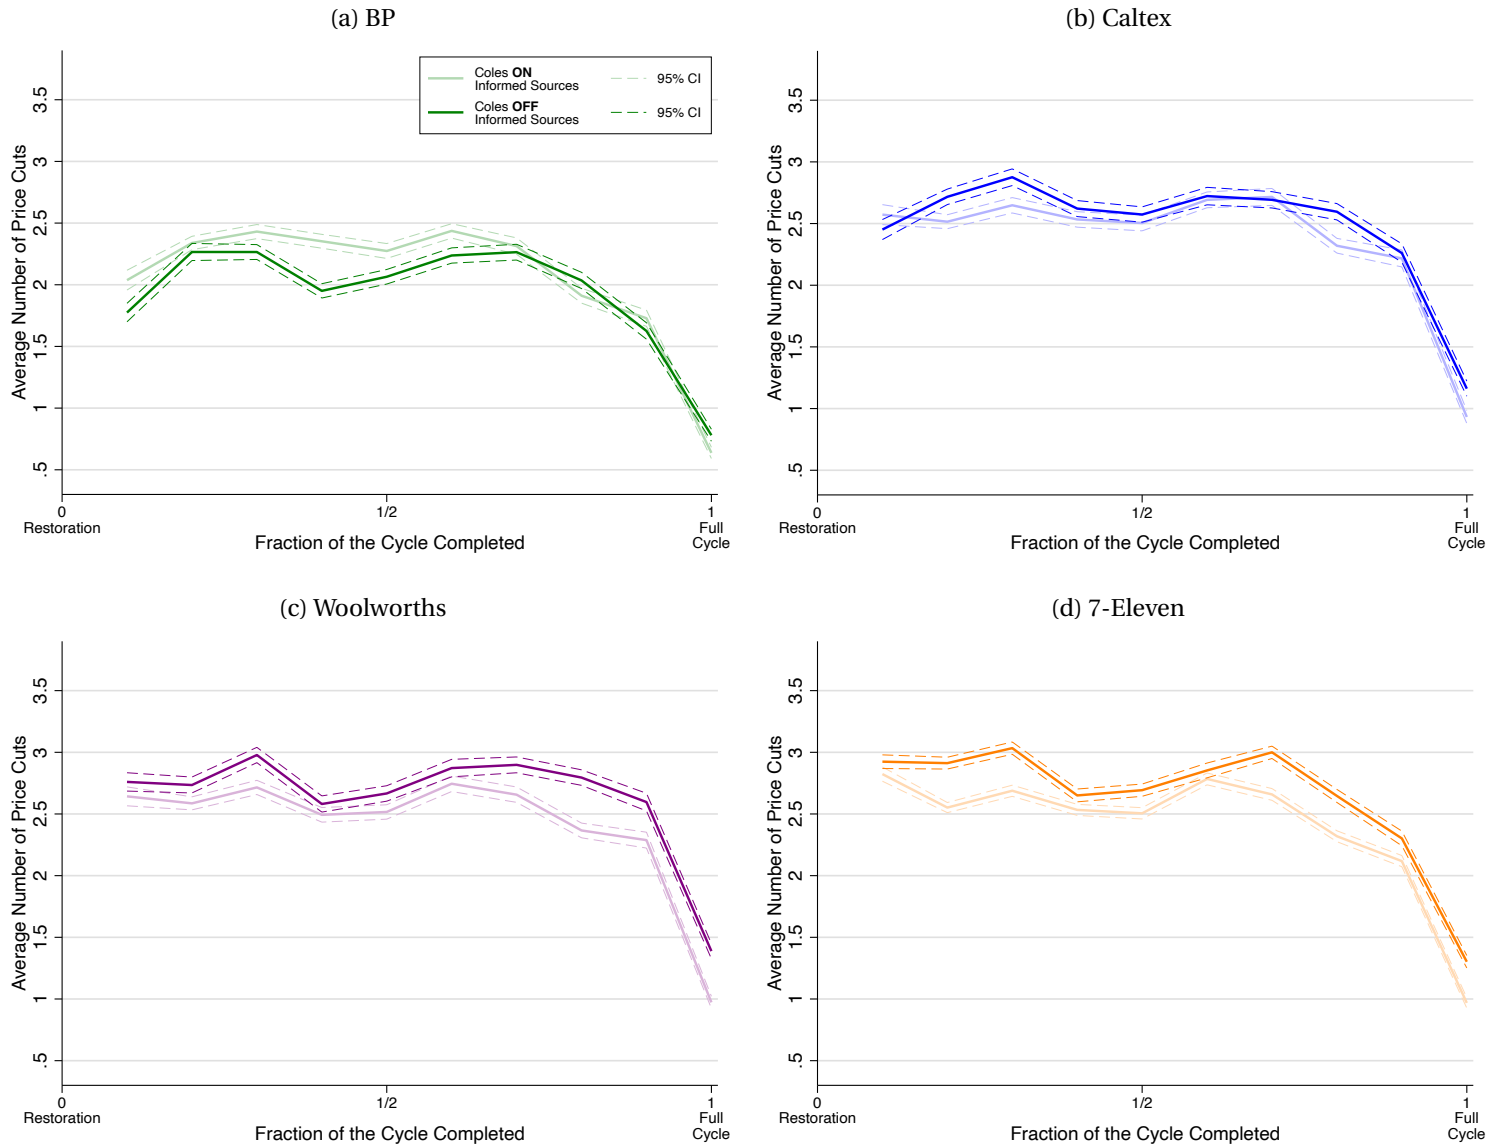 (a) BP
Average Number of Price Cuts
3.5
3
2.5
2
1.5
1
.5
Coles ON
Informed Sources
95% CI
Coles OFF
Informed Sources
95% CI
0
Restoration
1/2
1
Full
Cycle
Fraction of the Cycle Completed
(b) Caltex
Average Number of Price Cuts
3.5
3
2.5
2
1.5
1
.5
0
Restoration
1/2
1
Full
Cycle
Fraction of the Cycle Completed
(c) Woolworths
Average Number of Price Cuts
3.5
3
2.5
2
1.5
1
.5
0
Restoration
1/2
1
Full
Cycle
Fraction of the Cycle Completed
(d) 7-Eleven
Average Number of Price Cuts
3.5
3
2.5
2
1.5
1
.5
0
Restoration
1/2
1
Full
Cycle
Fraction of the Cycle Completed